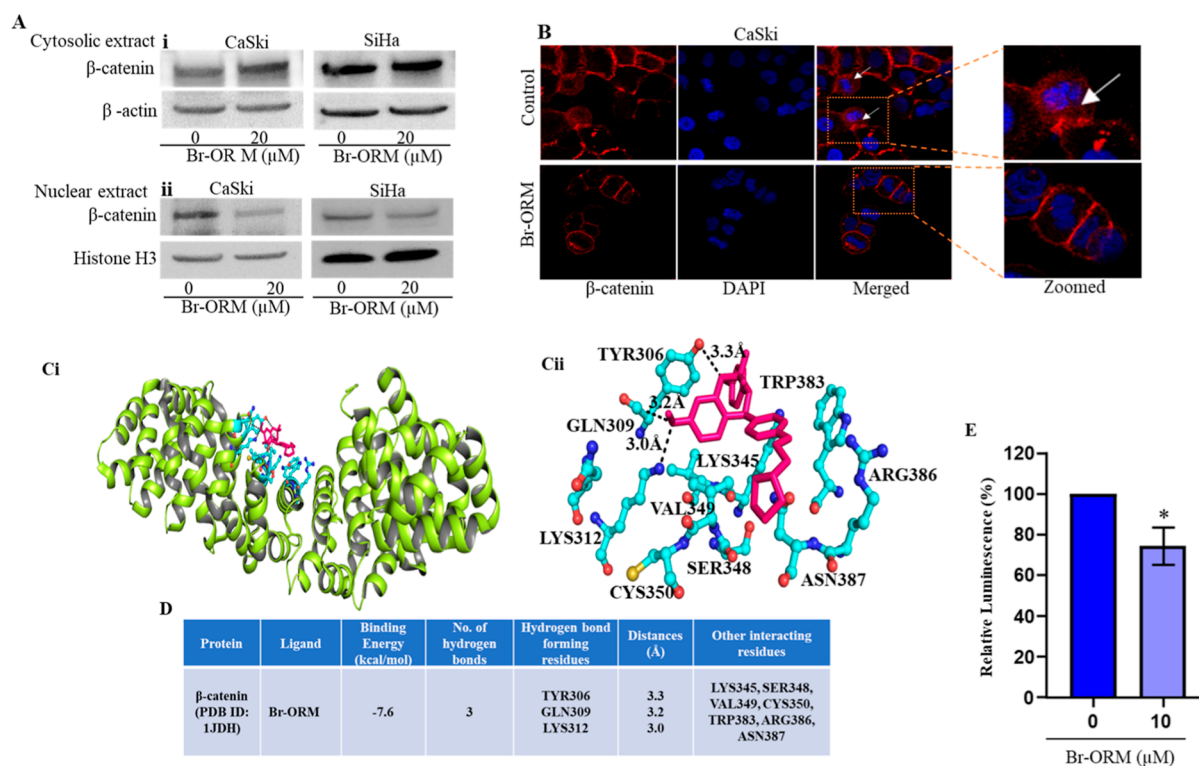 A
Cytosolic extract i
CaSki SiHa
β-catenin
β -actin
0 20 0 20
Br-OR M (μM) Br-ORM (μM)
Nuclear extract ii
CaSki SiHa
β-catenin
Histone H3
0 20 0 20
Br-ORM (μM) Br-ORM (μM)
B
CaSki
Control
Br-ORM
β-catenin DAPI Merged Zoomed
Ci
Cii
TYR306
3.3Å
TRP383
3.2Å
GLN309
3.0Å
LYS345
ARG386
VAL349
LYS312
SER348
ASN387
CYS350
D
Protein
Ligand
Binding
Energy
(kcal/mol)
No. of
hydrogen
bonds
Hydrogen bond
forming
residues
Distances
(Å)
Other interacting
residues
β-catenin
(PDB ID:
1JDH)
Br-ORM
-7.6
3
TYR306
GLN309
LYS312
3.3
3.2
3.0
LYS345, SER348,
VAL349, CYS350,
TRP383, ARG386,
ASN387
E
Relative Luminescence (%)
120
100
80
60
40
20
0
*
0 10
Br-ORM (μM)